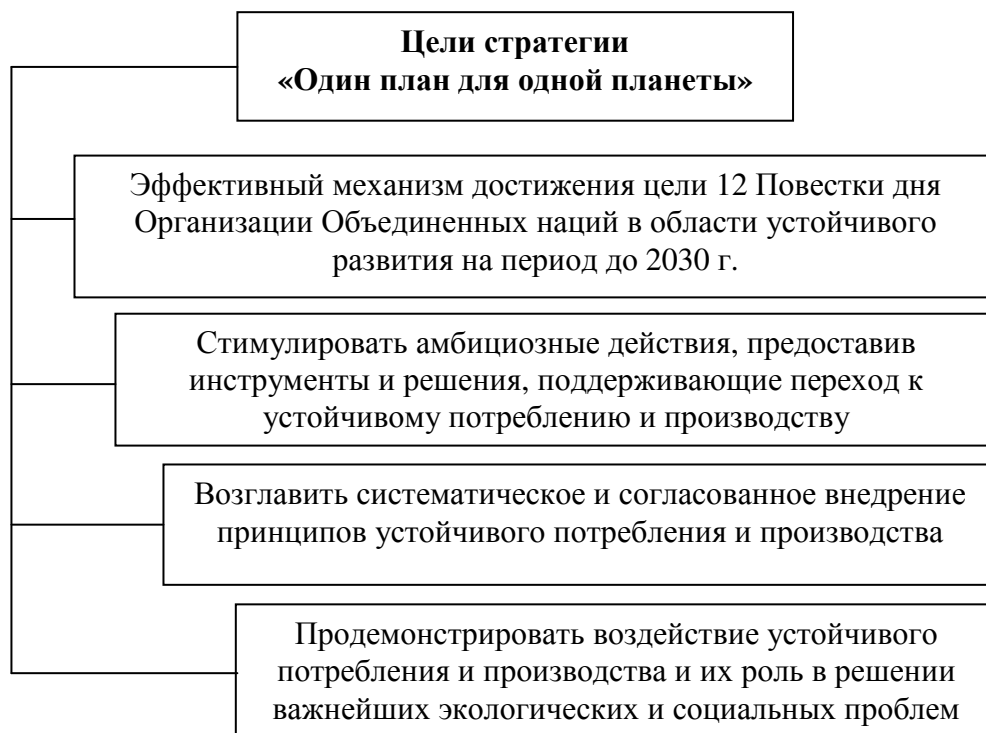 Цели стратегии
«Один план для одной планеты»
Эффективный механизм достижения цели 12 Повестки дня
Организации Объединенных наций в области устойчивого
развития на период до 2030 г.
Стимулировать амбициозные действия, предоставив
инструменты и решения, поддерживающие переход к
устойчивому потреблению и производству
Возглавить систематическое и согласованное внедрение
принципов устойчивого потребления и производства
Продемонстрировать воздействие устойчивого
потребления и производства и их роль в решении
важнейших экологических и социальных проблем